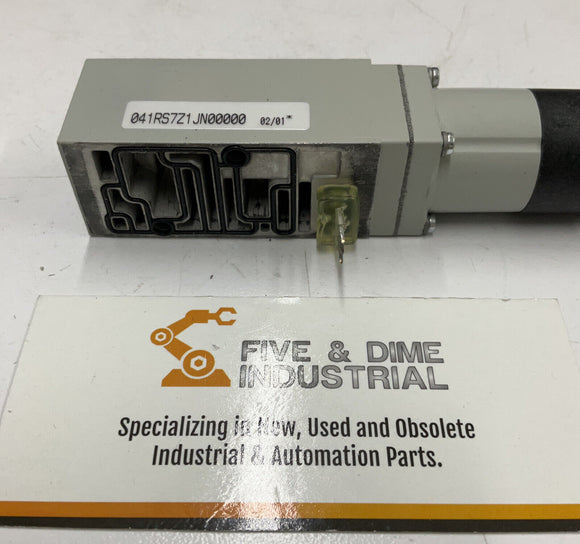 041RS7Z1JN00000 02/01*
FIVE & DIME
INDUSTRIAL
Specializing in New, Used and Obsolete
Industrial & Automation Parts.